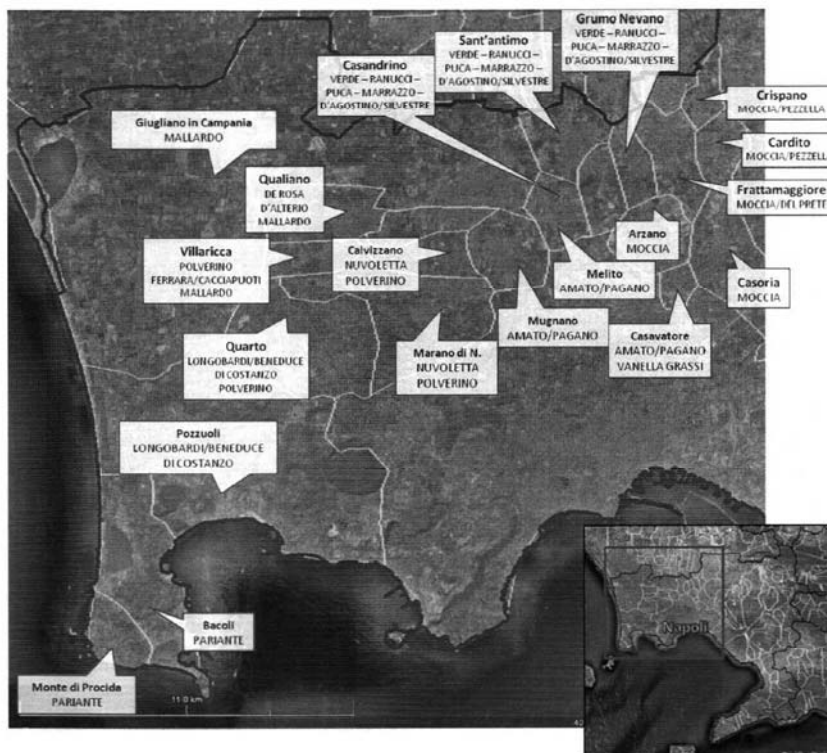 Grumo Nevano
VERDE – RANUCCI –
PUCA – MARRAZZO –
D'AGOSTINO/SILVESTRE
Sant'antimo
VERDE – RANUCCI –
PUCA – MARRAZZO –
D'AGOSTINO/SILVESTRE
Casandrino
VERDE – RANUCCI –
PUCA – MARRAZZO –
D'AGOSTINO/SILVESTRE
Crispano
MOCCIA/PEZZELLA
Giugliano in Campania
MALLARDO
Cardito
MOCCIA/PEZZELL
Qualiano
DE ROSA
D'ALTERIO
MALLARDO
Frattamaggiore
MOCCIA/DEL PRETE
Arzano
MOCCIA
Villaricca
POLVERINO
FERRARA/CACCIAPUOTI
MALLARDO
Calvizzano
NUVOLETTA
POLVERINO
Melito
AMATO/PAGANO
Casoria
MOCCIA
Mugnano
AMATO/PAGANO
Casavatore
AMATO/PAGANO
VANELLA GRASSI
Quarto
LONGOBARDI/BENEDUCE
DI COSTANZO
POLVERINO
Marano di N.
NUVOLETTA
POLVERINO
Pozzuoli
LONGOBARDI/BENEDUCE
DI COSTANZO
Bacoli
PARIANTE
Monte di Procida
PARIANTE
11.0 km
Napoli